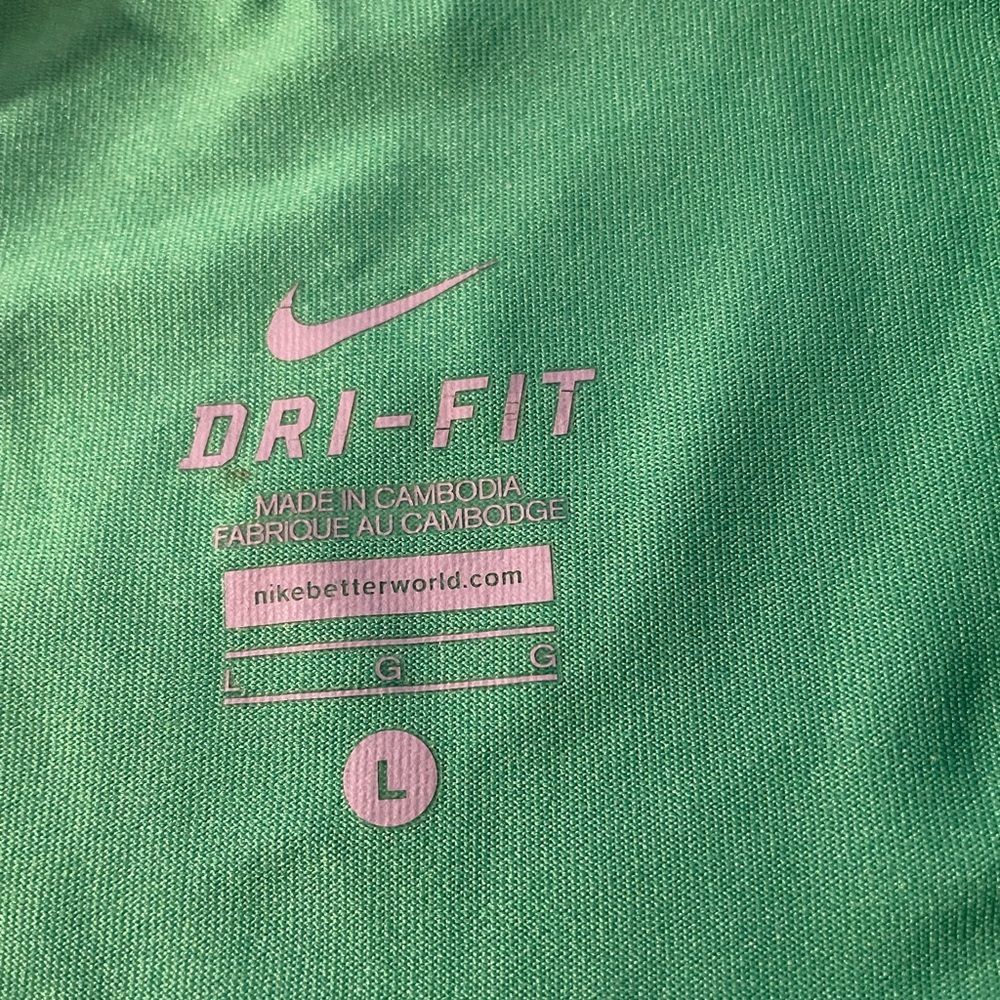 DRI-FIT
MADE IN CAMBODIA
FABRIQUE AU CAMBODGE
nikebetterworld.com
L G G
L